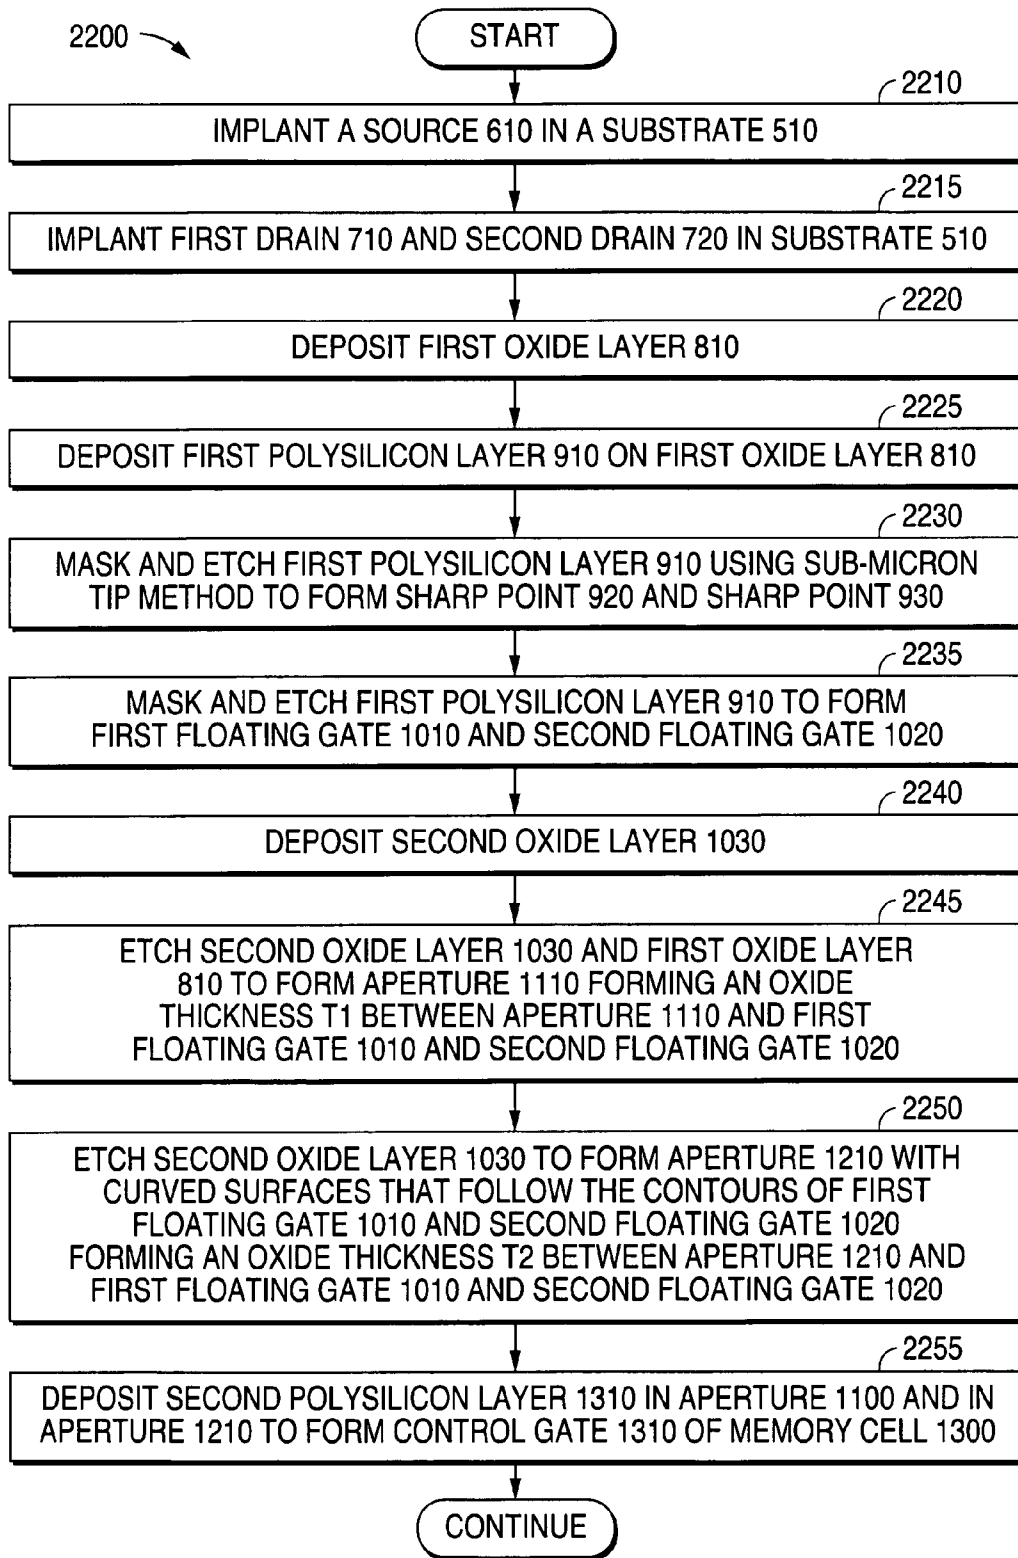 2200
START
2210
IMPLANT A SOURCE 610 IN A SUBSTRATE 510
2215
IMPLANT FIRST DRAIN 710 AND SECOND DRAIN 720 IN SUBSTRATE 510
2220
DEPOSIT FIRST OXIDE LAYER 810
2225
DEPOSIT FIRST POLYSILICON LAYER 910 ON FIRST OXIDE LAYER 810
2230
MASK AND ETCH FIRST POLYSILICON LAYER 910 USING SUB-MICRON
TIP METHOD TO FORM SHARP POINT 920 AND SHARP POINT 930
2235
MASK AND ETCH FIRST POLYSILICON LAYER 910 TO FORM
FIRST FLOATING GATE 1010 AND SECOND FLOATING GATE 1020
2240
DEPOSIT SECOND OXIDE LAYER 1030
2245
ETCH SECOND OXIDE LAYER 1030 AND FIRST OXIDE LAYER
810 TO FORM APERTURE 1110 FORMING AN OXIDE
THICKNESS T1 BETWEEN APERTURE 1110 AND FIRST
FLOATING GATE 1010 AND SECOND FLOATING GATE 1020
2250
ETCH SECOND OXIDE LAYER 1030 TO FORM APERTURE 1210 WITH
CURVED SURFACES THAT FOLLOW THE CONTOURS OF FIRST
FLOATING GATE 1010 AND SECOND FLOATING GATE 1020
FORMING AN OXIDE THICKNESS T2 BETWEEN APERTURE 1210 AND
FIRST FLOATING GATE 1010 AND SECOND FLOATING GATE 1020
2255
DEPOSIT SECOND POLYSILICON LAYER 1310 IN APERTURE 1100 AND IN
APERTURE 1210 TO FORM CONTROL GATE 1310 OF MEMORY CELL 1300
CONTINUE